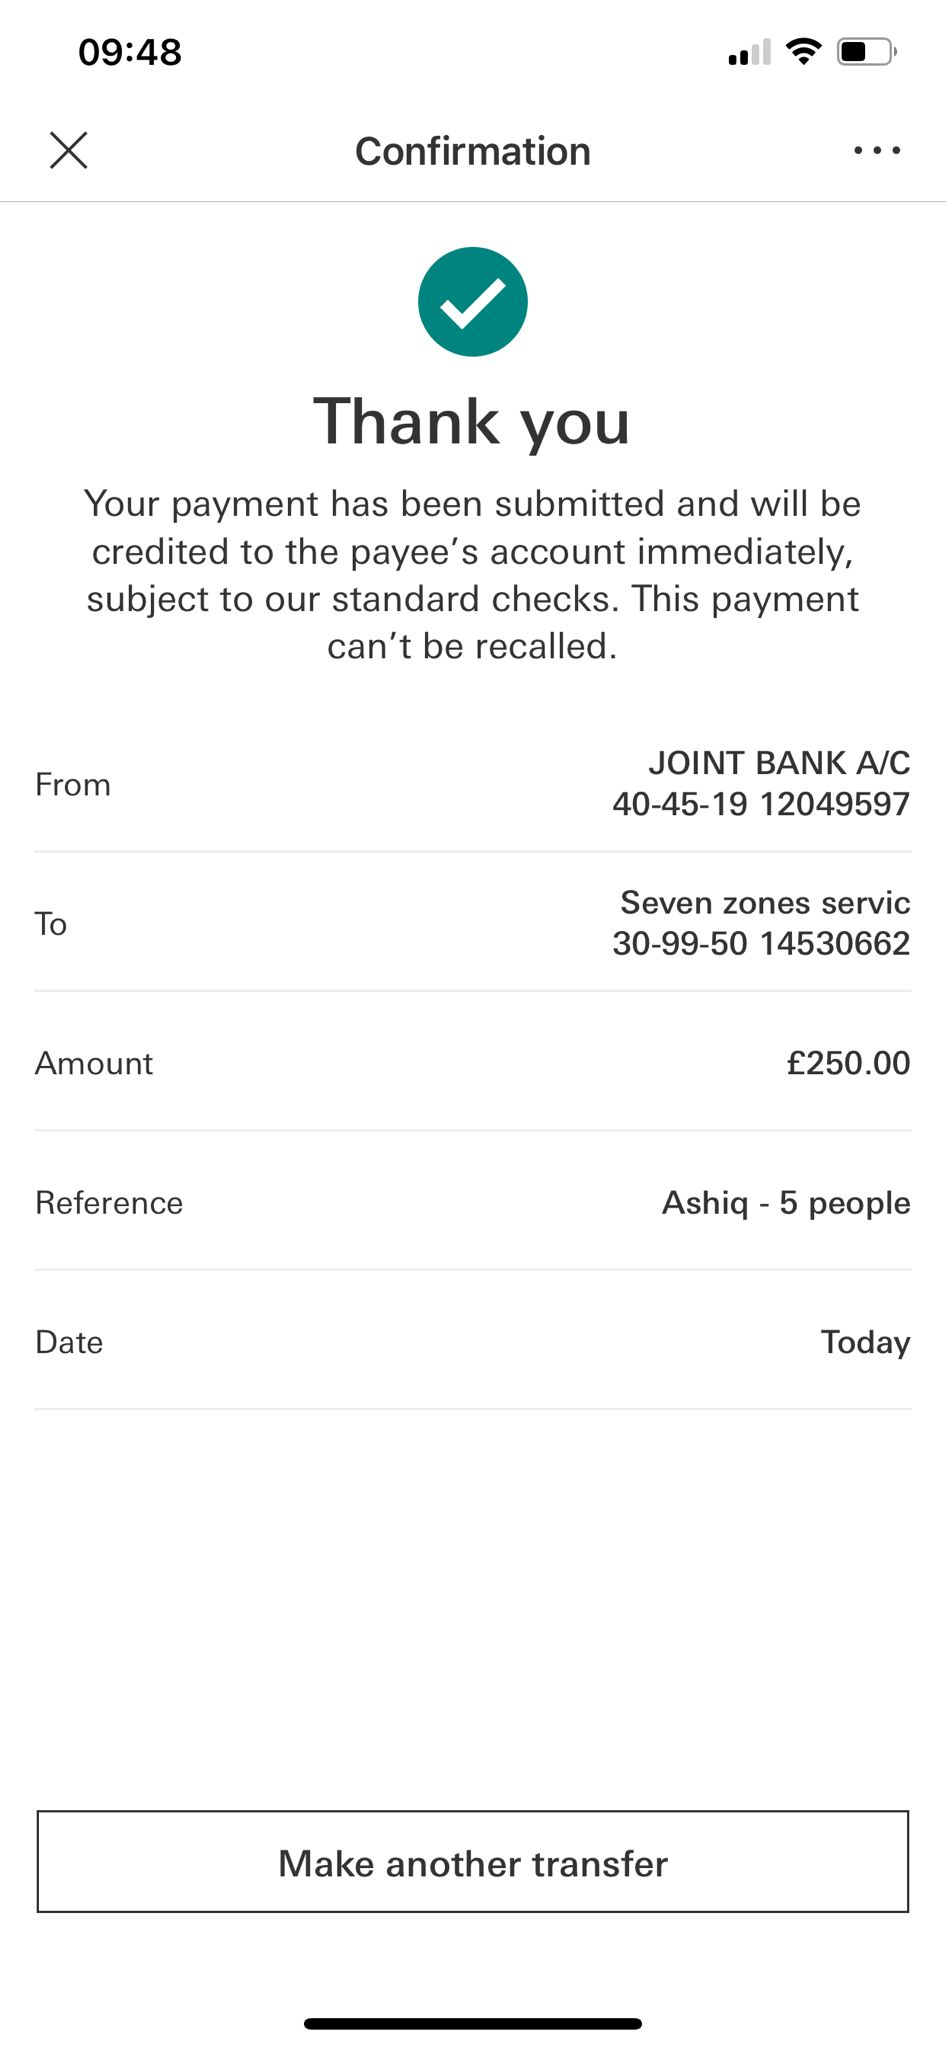 09:48
Confirmation
Thank you
Your payment has been submitted and will be
credited to the payee’s account immediately,
subject to our standard checks. This payment
can’t be recalled.
From
JOINT BANK A/C
40-45-19 12049597
To
Seven zones servic
30-99-50 14530662
Amount
£250.00
Reference
Ashiq - 5 people
Date
Today
Make another transfer